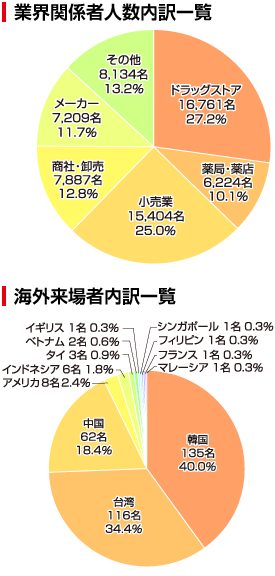 業界関係者人数内訳一覧
その他
8,134名
13.2%
ドラッグストア
16,761名
27.2%
メーカー
7,209名
11.7%
薬局・薬店
6,224名
10.1%
商社・卸売
7,887名
12.8%
小売業
15,404名
25.0%
海外来場者内訳一覧
イギリス 1名 0.3%
シンガポール 1名 0.3%
ベトナム 2名 0.6%
フィリピン 1名 0.3%
タイ 3名 0.9%
フランス 1名 0.3%
インドネシア 6名 1.8%
マレーシア 1名 0.3%
アメリカ 8名 2.4%
中国
62名
18.4%
韓国
135名
40.0%
台湾
116名
34.4%